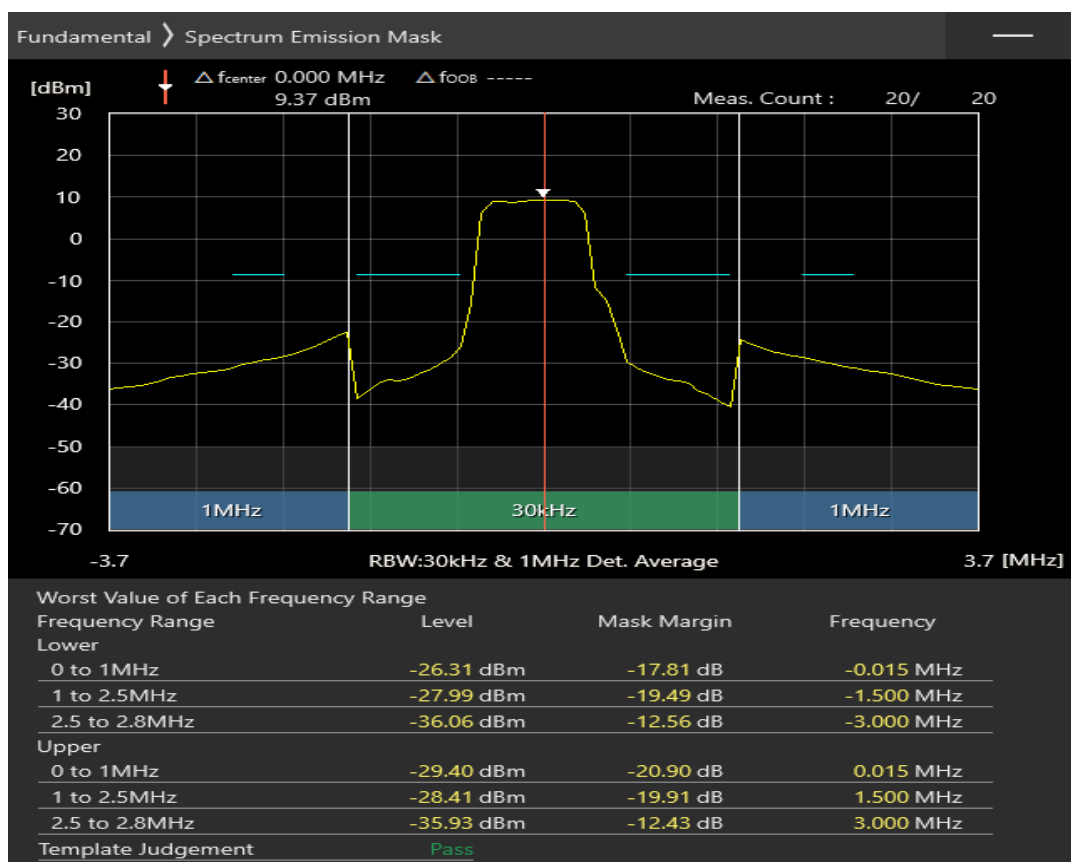 Fundamental 〉 Spectrum Emission Mask
[dBm] △ fcenter 0.000 MHz △ fOOB -----
9.37 dBm Meas. Count : 20/ 20
30
20
10
0
-10
-20
-30
-40
-50
-60
-70
1MHz 30kHz 1MHz
-3.7 RBW:30kHz & 1MHz Det. Average 3.7 [MHz]
Worst Value of Each Frequency Range
Frequency Range Level Mask Margin Frequency
Lower
0 to 1MHz -26.31 dBm -17.81 dB -0.015 MHz
1 to 2.5MHz -27.99 dBm -19.49 dB -1.500 MHz
2.5 to 2.8MHz -36.06 dBm -12.56 dB -3.000 MHz
Upper
0 to 1MHz -29.40 dBm -20.90 dB 0.015 MHz
1 to 2.5MHz -28.41 dBm -19.91 dB 1.500 MHz
2.5 to 2.8MHz -35.93 dBm -12.43 dB 3.000 MHz
Template Judgement Pass